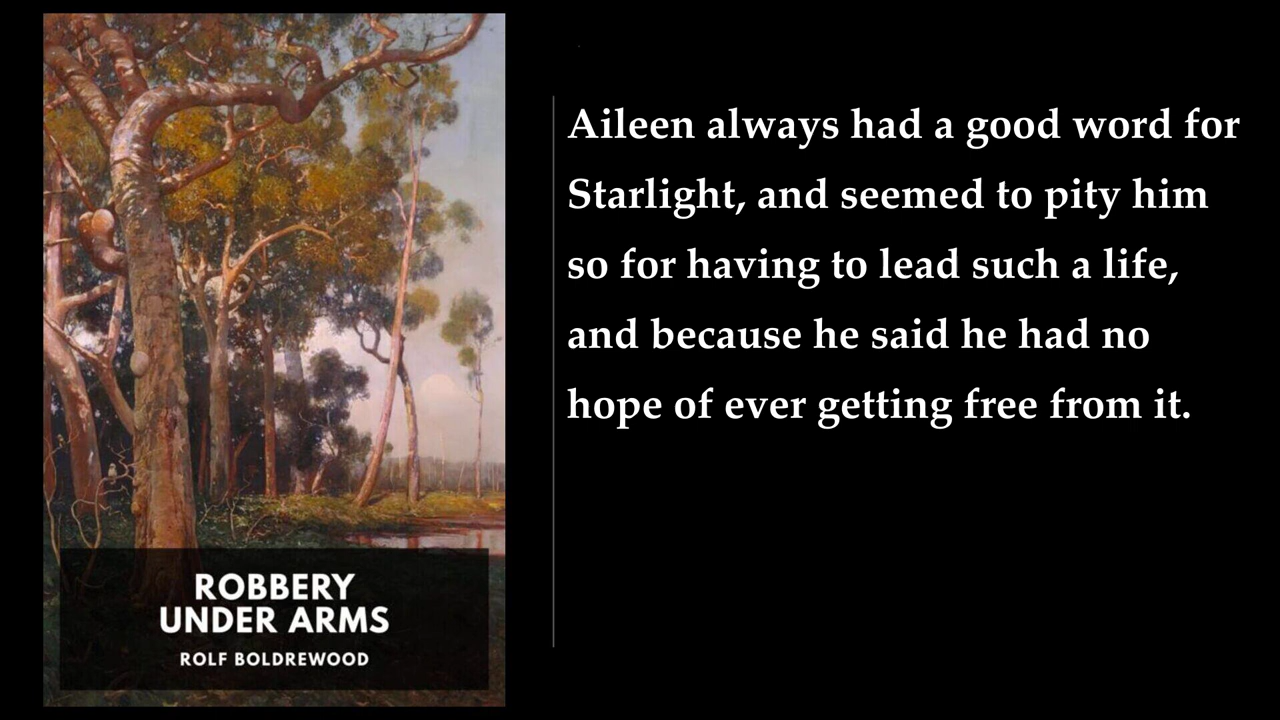 Aileen always had a good word for
Starlight, and seemed to pity him
so for having to lead such a life,
and because he said he had no
hope of ever getting free from it.
ROBBERY
UNDER ARMS
ROLF BOLDREWOOD